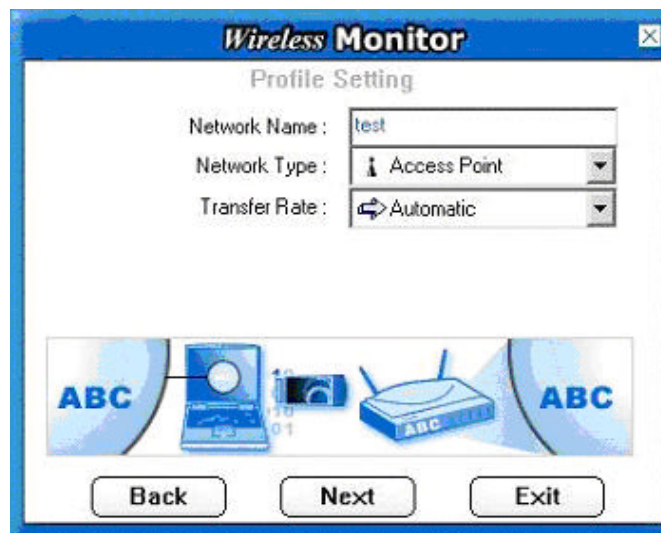 Wireless Monitor
Profile Setting
Network Name : test
Network Type : Access Point
Transfer Rate : Automatic
ABC
ABC
ABC
Back Next Exit